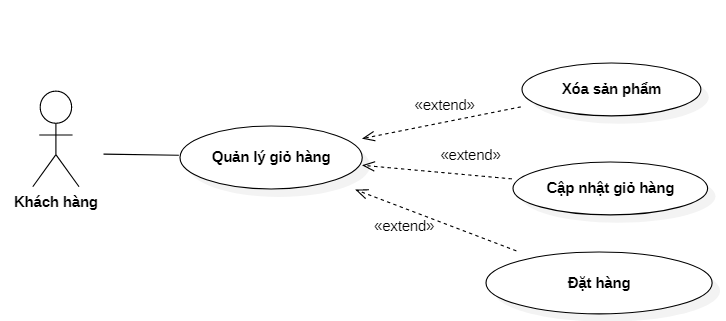 Xóa sản phẩm
«extend»
Quản lý giỏ hàng
«extend»
Cập nhật giỏ hàng
Khách hàng
«extend»
Đặt hàng